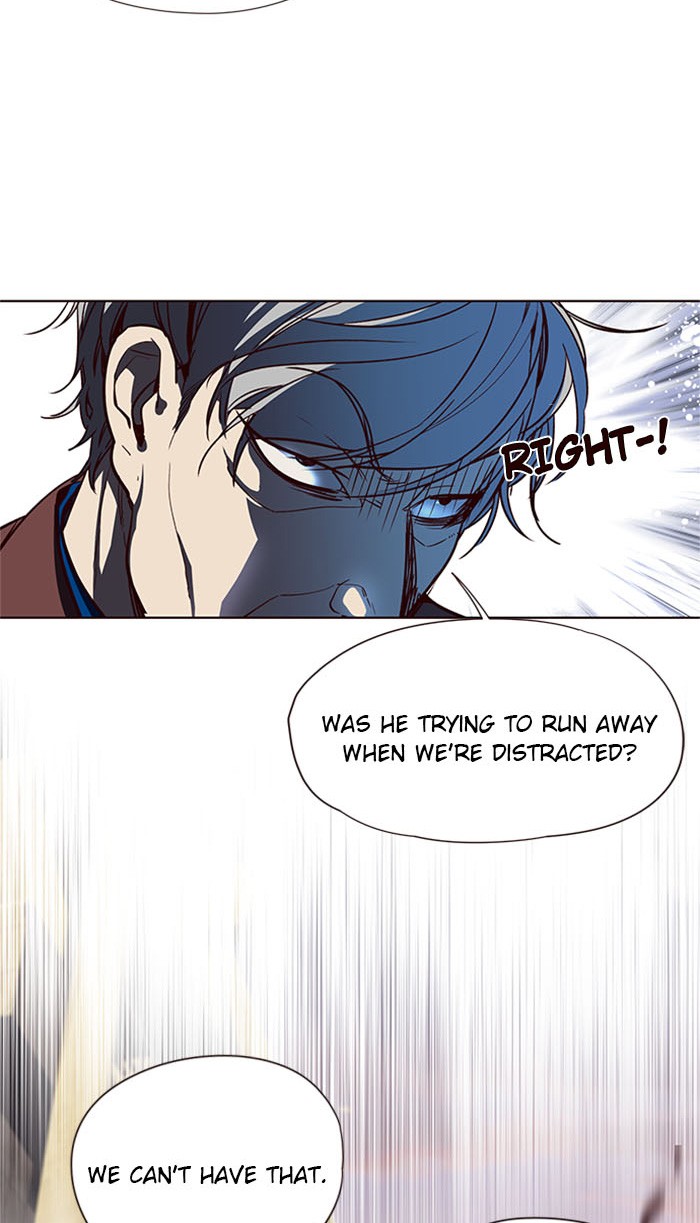 RIGHT-!
WAS HE TRYING TO RUN AWAY
WHEN WE'RE DISTRACTED?
WE CAN'T HAVE THAT.